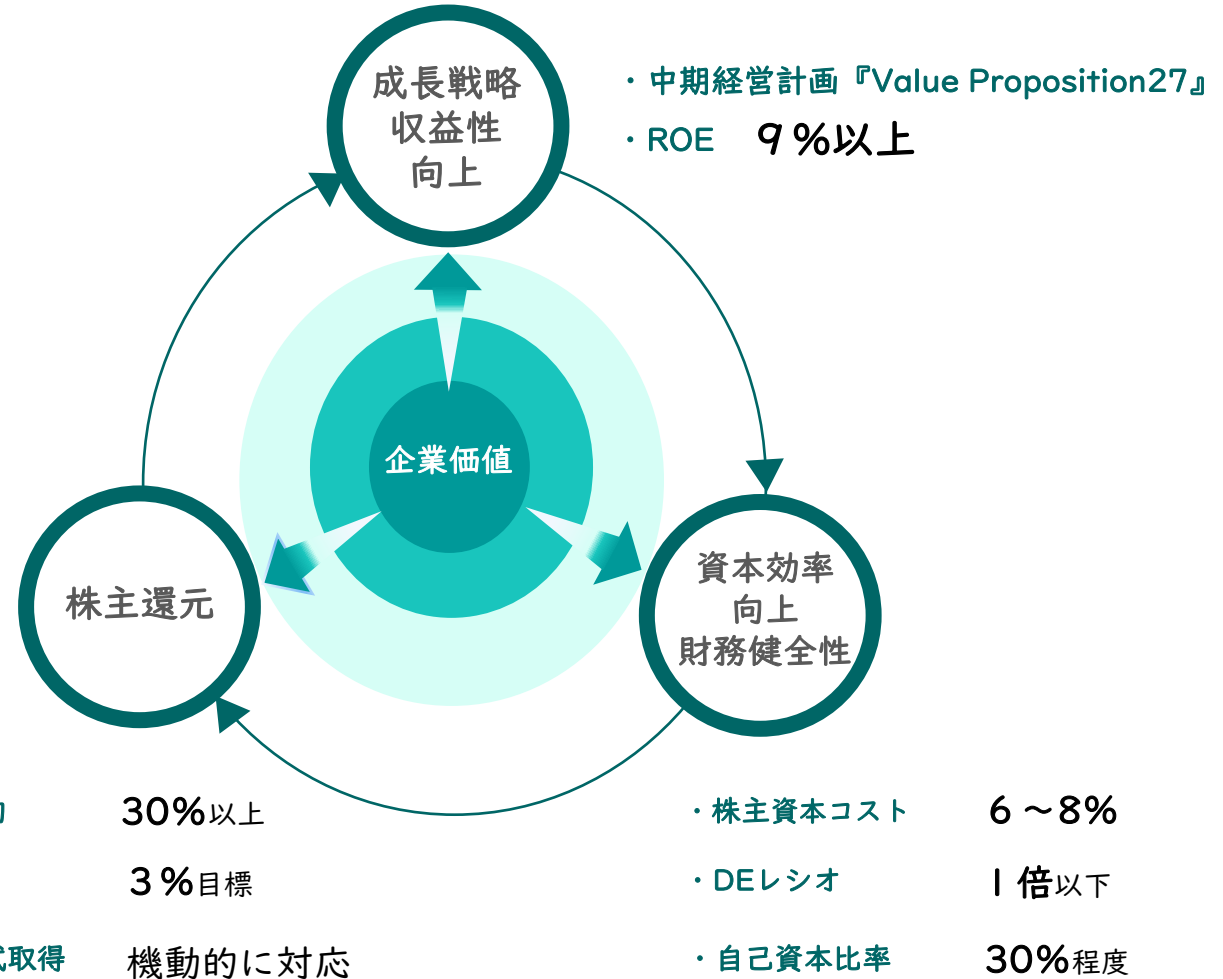 成長戦略
収益性
向上
・中期経営計画『Value Proposition27』
・ROE 9%以上
企業価値
株主還元
資本効率
向上
財務健全性
30%以上
3%目標
取得 機動的に対応
・株主資本コスト 6～8%
・DEレシオ 1倍以下
・自己資本比率 30%程度